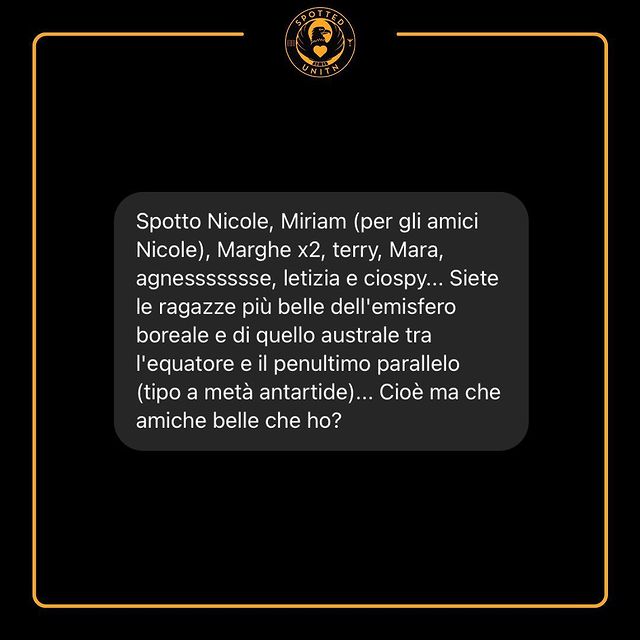 SPOTTED
UNITN
Spotto Nicole, Miriam (per gli amici
Nicole), Marghe x2, terry, Mara,
agnessssssse, letizia e ciospy... Siete
le ragazze più belle dell'emisfero
boreale e di quello australe tra
l'equatore e il penultimo parallelo
(tipo a metà antartide)... Cioè ma che
amiche belle che ho?